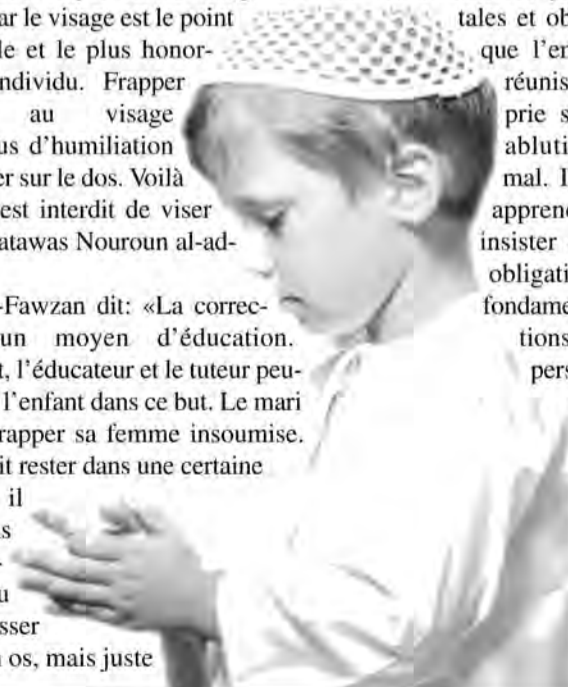 ar le visage est le point
le et le plus honor-
ndividu. Frapper
au visage
us d'humiliation
er sur le dos. Voilà
est interdit de viser
atawas Nouroun al-ad-
-Fawzan dit: «La correc-
un moyen d'éducation.
t, l'éducateur et le tuteur peu-
l'enfant dans ce but. Le mari
rapper sa femme insoumise.
it rester dans une certaine
il
s
u
sser
os, mais juste
tales et ob
que l'en
réunis
prie s
abluti
mal. I
apprend
insister
obligati
fondame
tions
pers